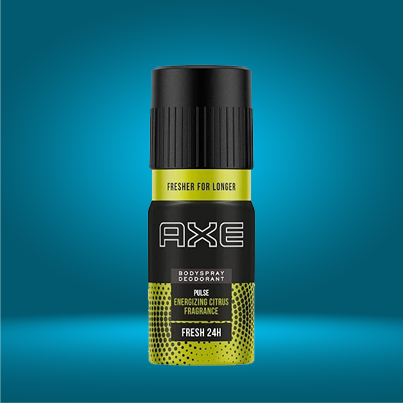 FRESHER FOR LONGER
AXE
BODYSPRAY
DEODORANT
PULSE
ENERGIZING CITRUS
FRAGRANCE
FRESH 24H